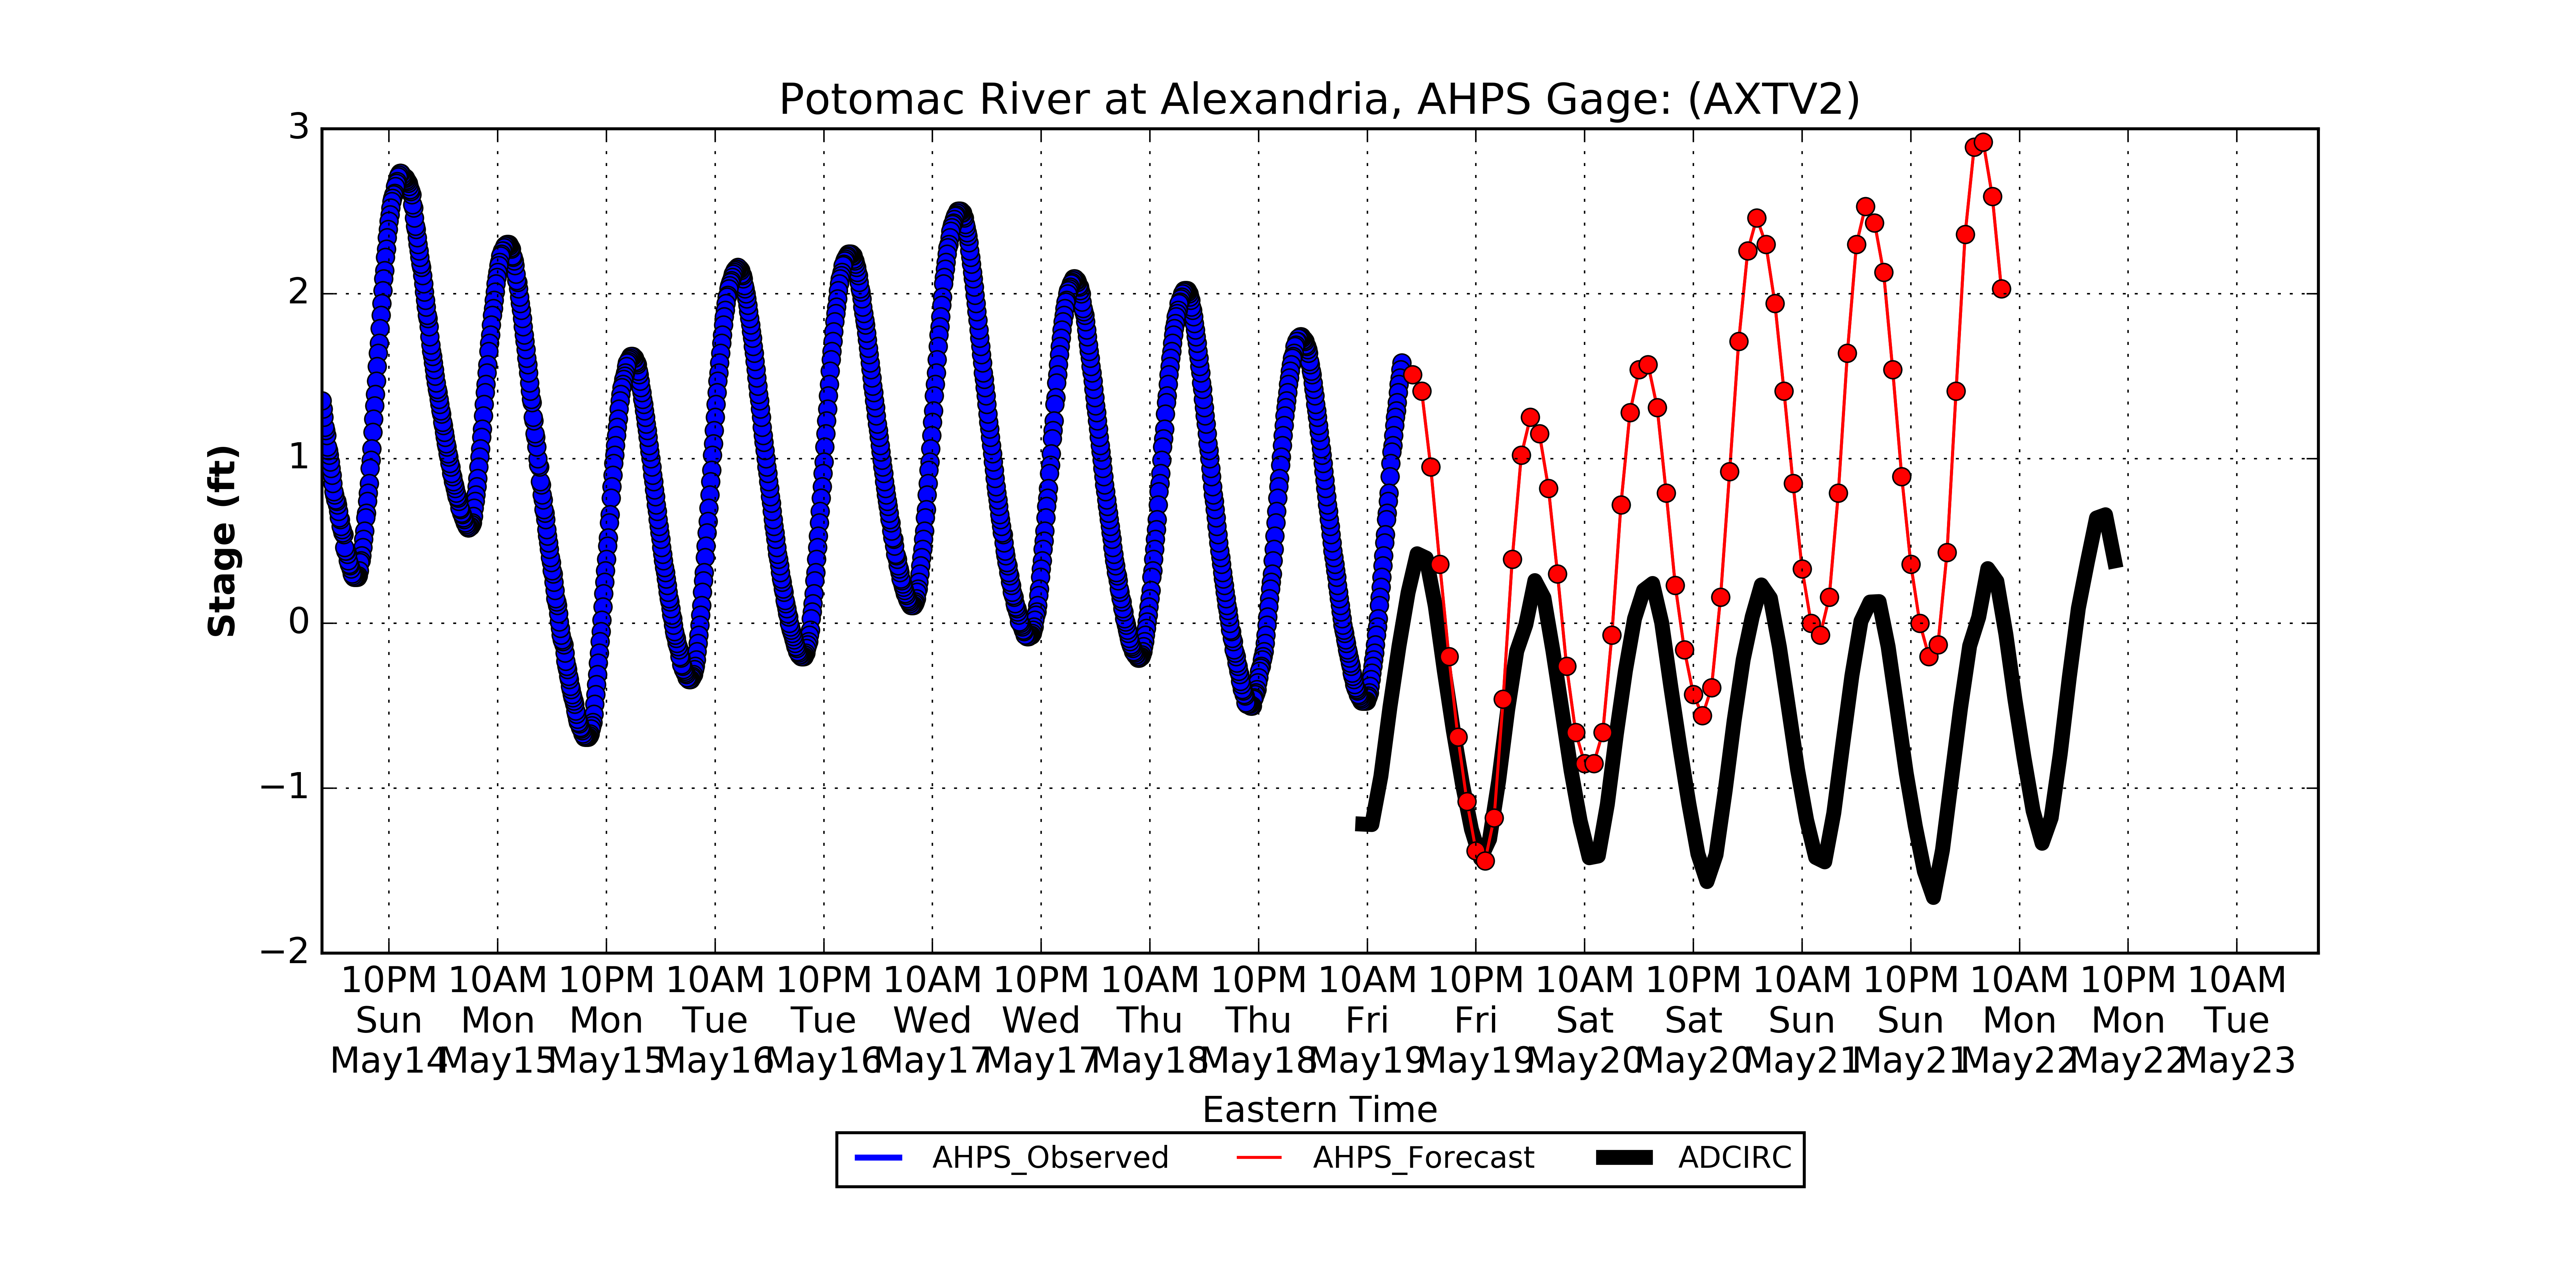 Potomac River at Alexandria, AHPS Gage: (AXTV2)
3
2
1
0
−1
−2
Stage (ft)
10PM 10AM 10PM 10AM 10PM 10AM 10PM 10AM 10PM 10AM 10PM 10AM 10PM 10AM 10PM 10AM 10PM 10AM
Sun Mon Mon Tue Tue Wed Wed Thu Thu Fri Fri Sat Sat Sun Sun Mon Mon Tue
May14 May15 May15 May16 May16 May17 May17 May18 May18 May19 May19 May20 May20 May21 May21 May22 May22 May23
Eastern Time
AHPS_Observed AHPS_Forecast ADCIRC